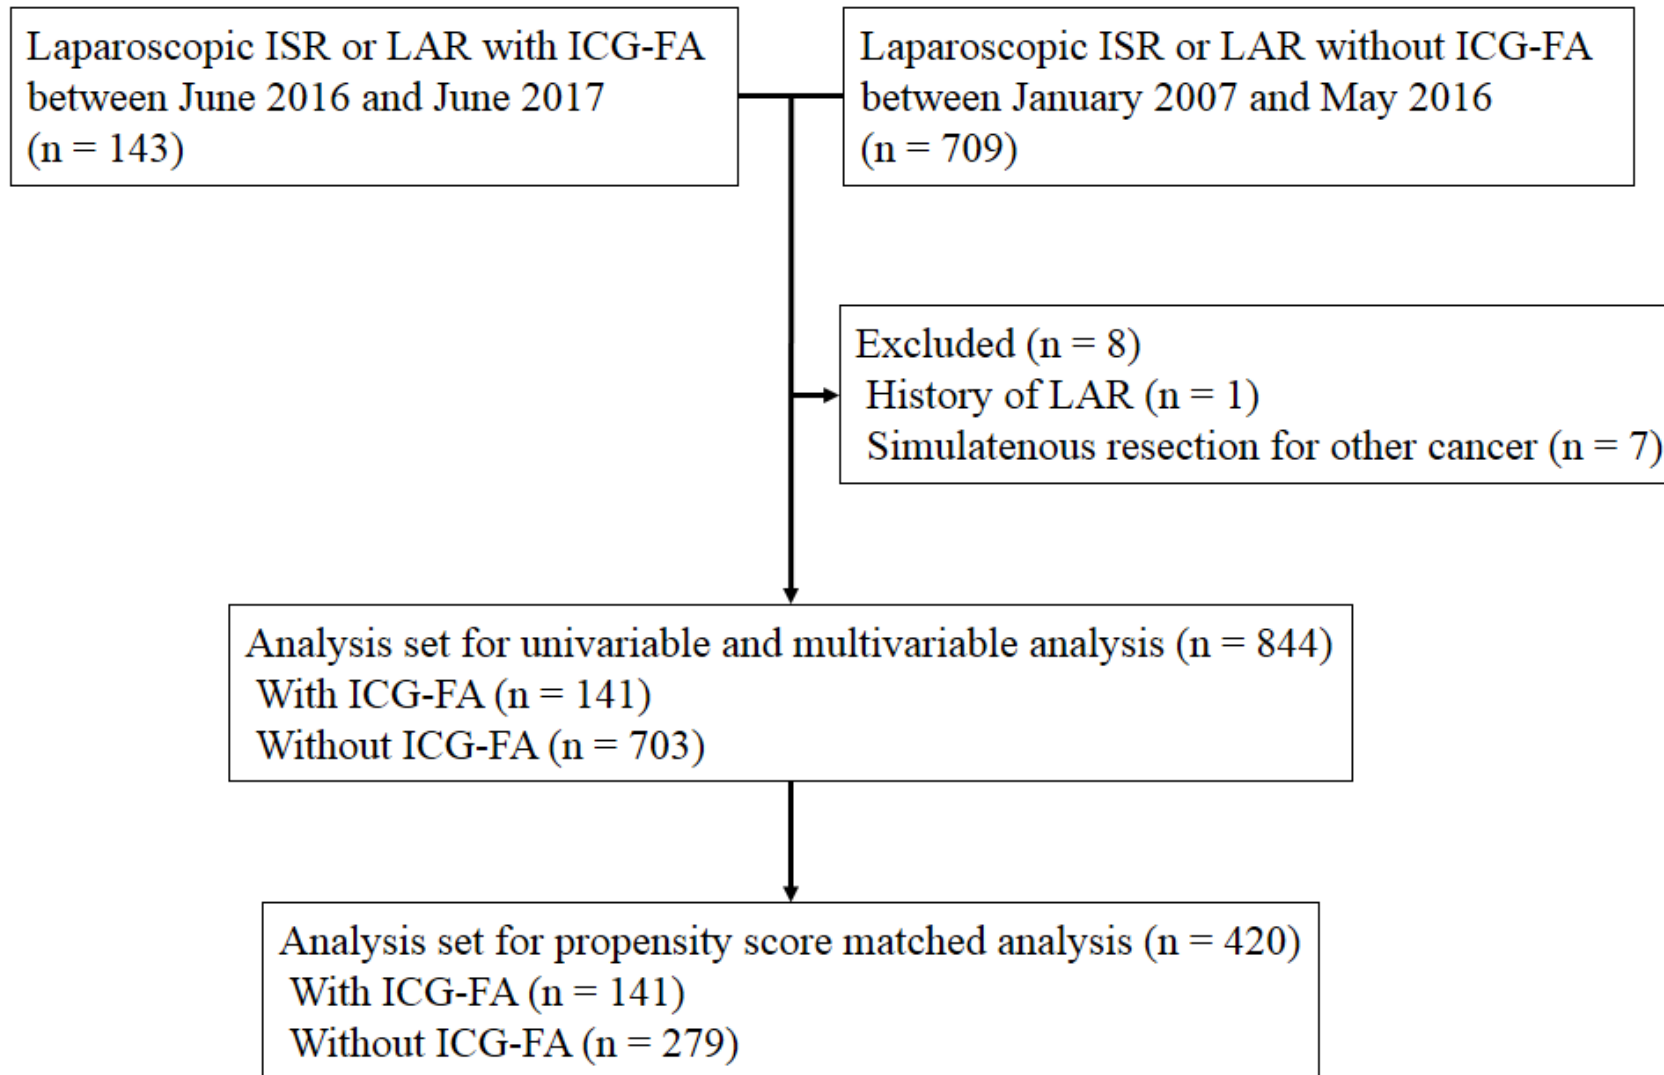 Laparoscopic ISR or LAR with ICG-FA
between June 2016 and June 2017
(n = 143)
Laparoscopic ISR or LAR without ICG-FA
between January 2007 and May 2016
(n = 709)
Excluded (n = 8)
History of LAR (n = 1)
Simulatenous resection for other cancer (n = 7)
Analysis set for univariable and multivariable analysis (n = 844)
With ICG-FA (n = 141)
Without ICG-FA (n = 703)
Analysis set for propensity score matched analysis (n = 420)
With ICG-FA (n = 141)
Without ICG-FA (n = 279)